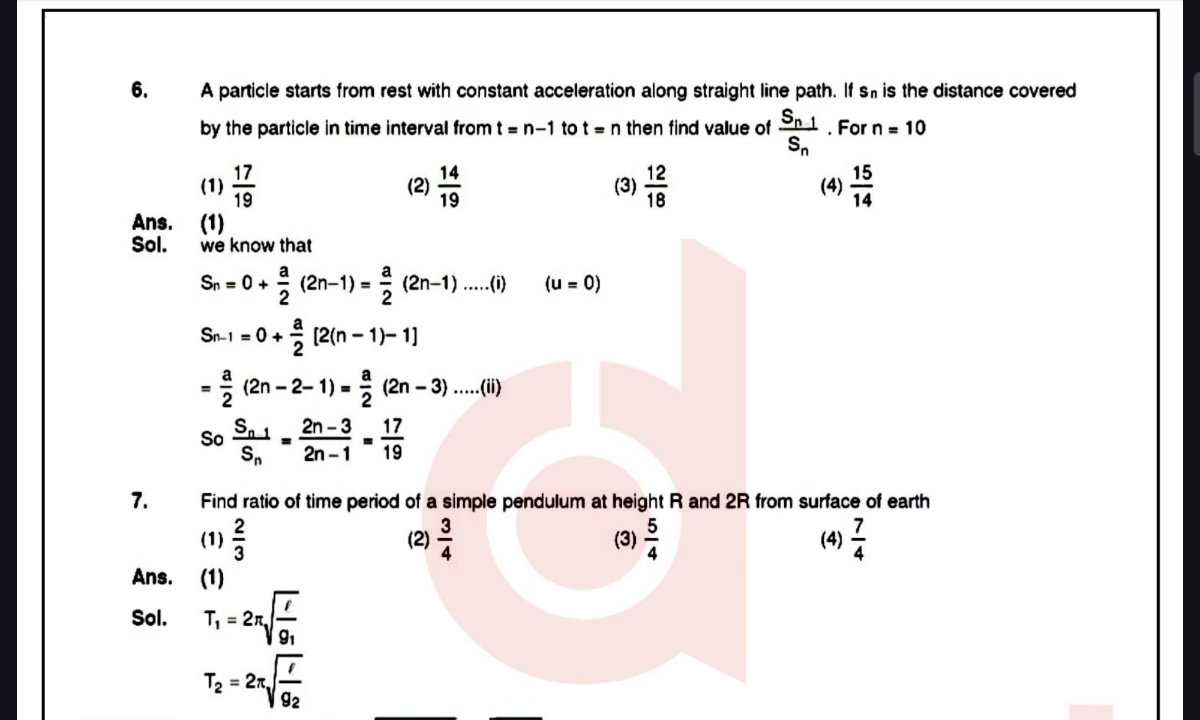 6. A particle starts from rest with constant acceleration along straight line path. If sₙ is the distance covered
by the particle in time interval from t = n–1 to t = n then find value of Sₙ₋₁/Sₙ . For n = 10
(1) 17/19 (2) 14/19 (3) 12/18 (4) 15/14
Ans. (1)
Sol. we know that
Sₙ = 0 + a/2 (2n–1) = a/2 (2n–1) .....(i) (u = 0)
Sₙ₋₁ = 0 + a/2 [2(n – 1)– 1]
= a/2 (2n – 2– 1) = a/2 (2n – 3) .....(ii)
So Sₙ₋₁/Sₙ = 2n – 3/2n – 1 = 17/19
7. Find ratio of time period of a simple pendulum at height R and 2R from surface of earth
(1) 2/3 (2) 3/4 (3) 5/4 (4) 7/4
Ans. (1)
Sol. T₁ = 2π√ℓ/g₁
T₂ = 2π√ℓ/g₂